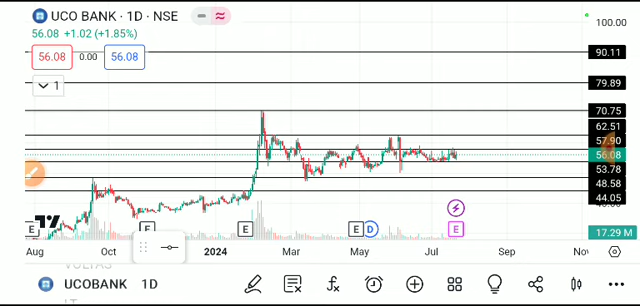 UCO BANK · 1D · NSE
56.08 +1.02 (+1.85%)
56.08 0.00 56.08
1
100.00
90.11
79.89
70.75
62.51
57.90
56.08
53.78
48.58
44.05
17.29 M
E E E E D E
Aug Oct 2024 Mar May Jul Sep Nov
VOLTAS
UCOBANK 1D